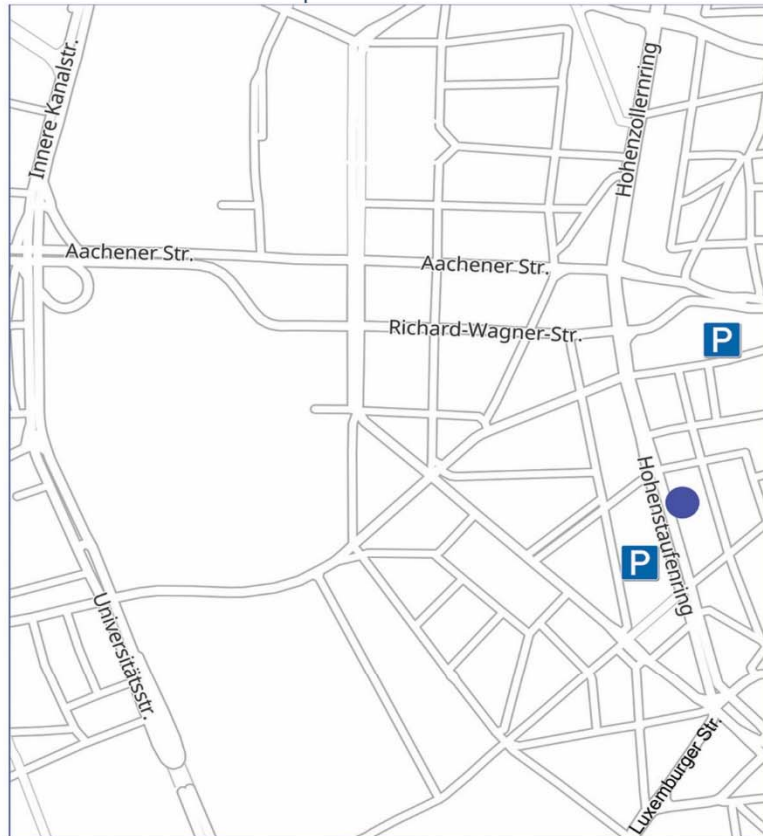 Innere Kanalstr.
Hohenzollernring
Aachener Str.
Aachener Str.
Richard-Wagner-Str.
P
Hohenstaufenring
P
Universitätsstr.
Luxemburger Str.